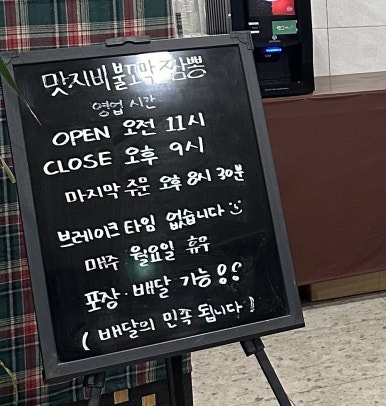 맛지비불꼬막짬뽕
영업 시간
OPEN 오전 11시
CLOSE 오후 9시
마지막 주문 오후 8시 30분
브레이크 타임 없습니다
매주 월요일 휴무
포장·배달 가능!!
( 배달의 민족 됩니다 )